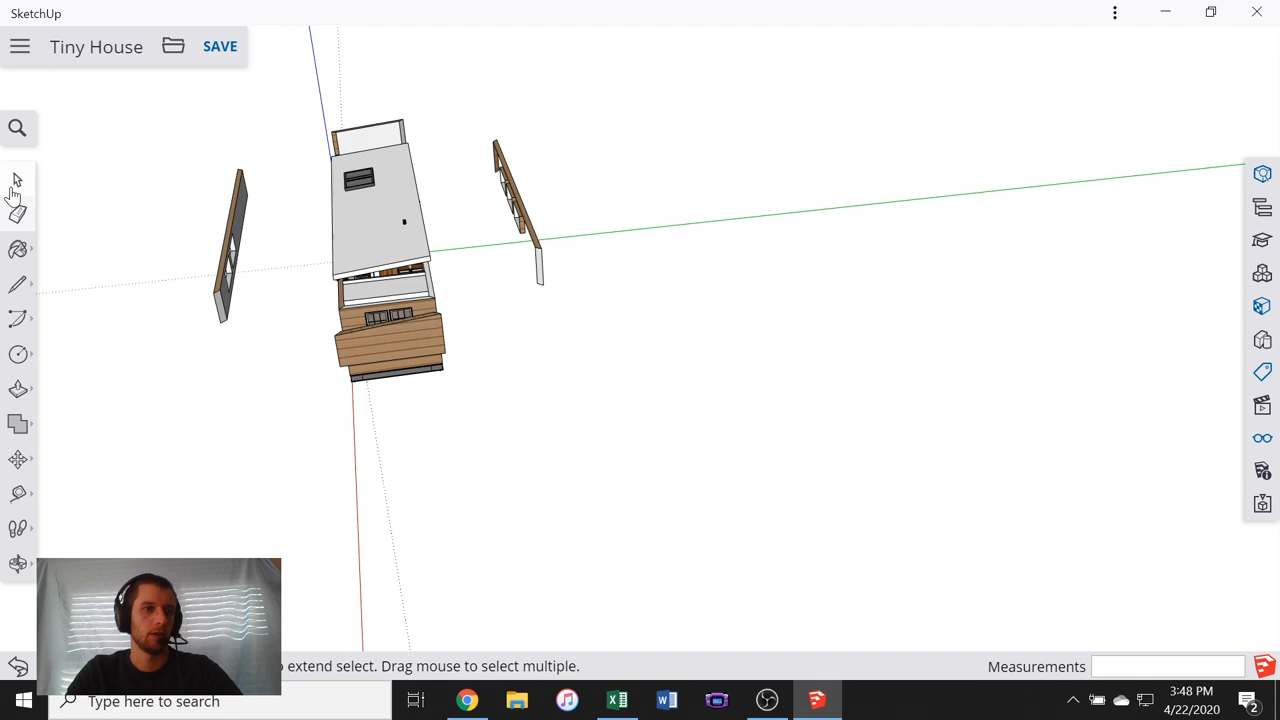 SketchUp
Tiny House
SAVE
extend select. Drag mouse to select multiple.
Measurements
Type here to search
3:48 PM
4/22/2020
2